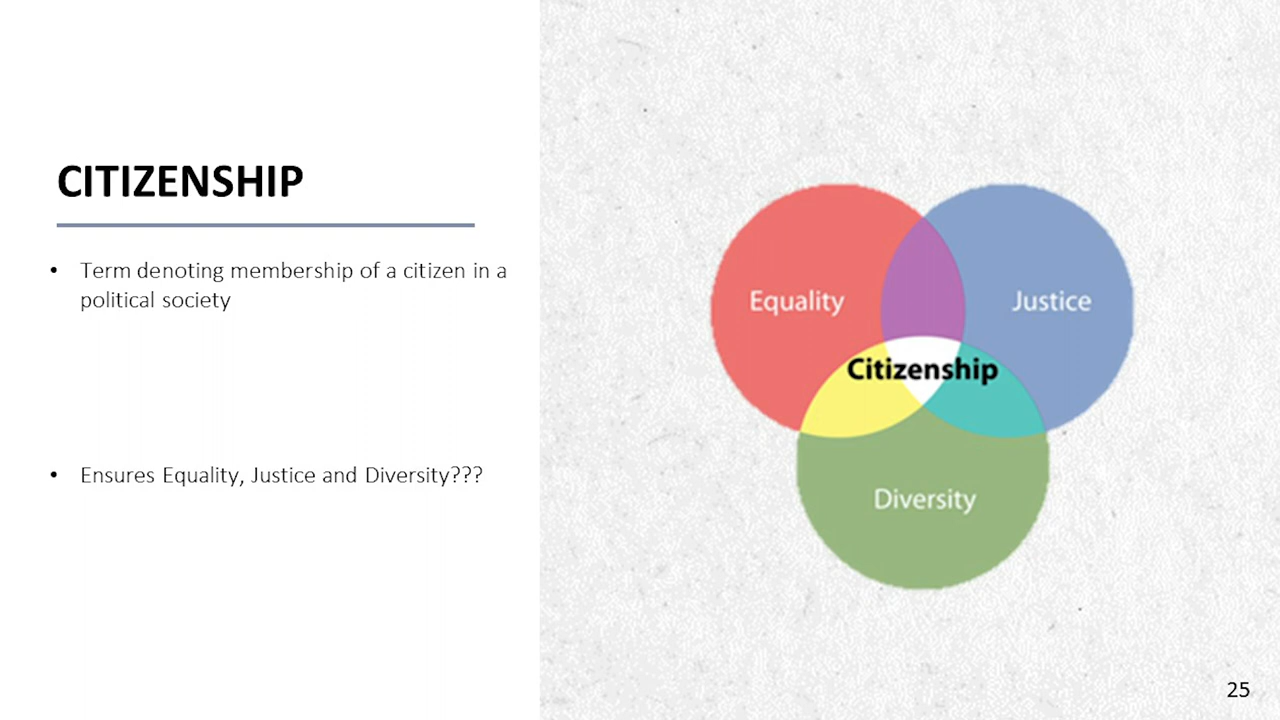 CITIZENSHIP
• Term denoting membership of a citizen in a
political society
• Ensures Equality, Justice and Diversity???
Equality
Justice
Citizenship
Diversity
25